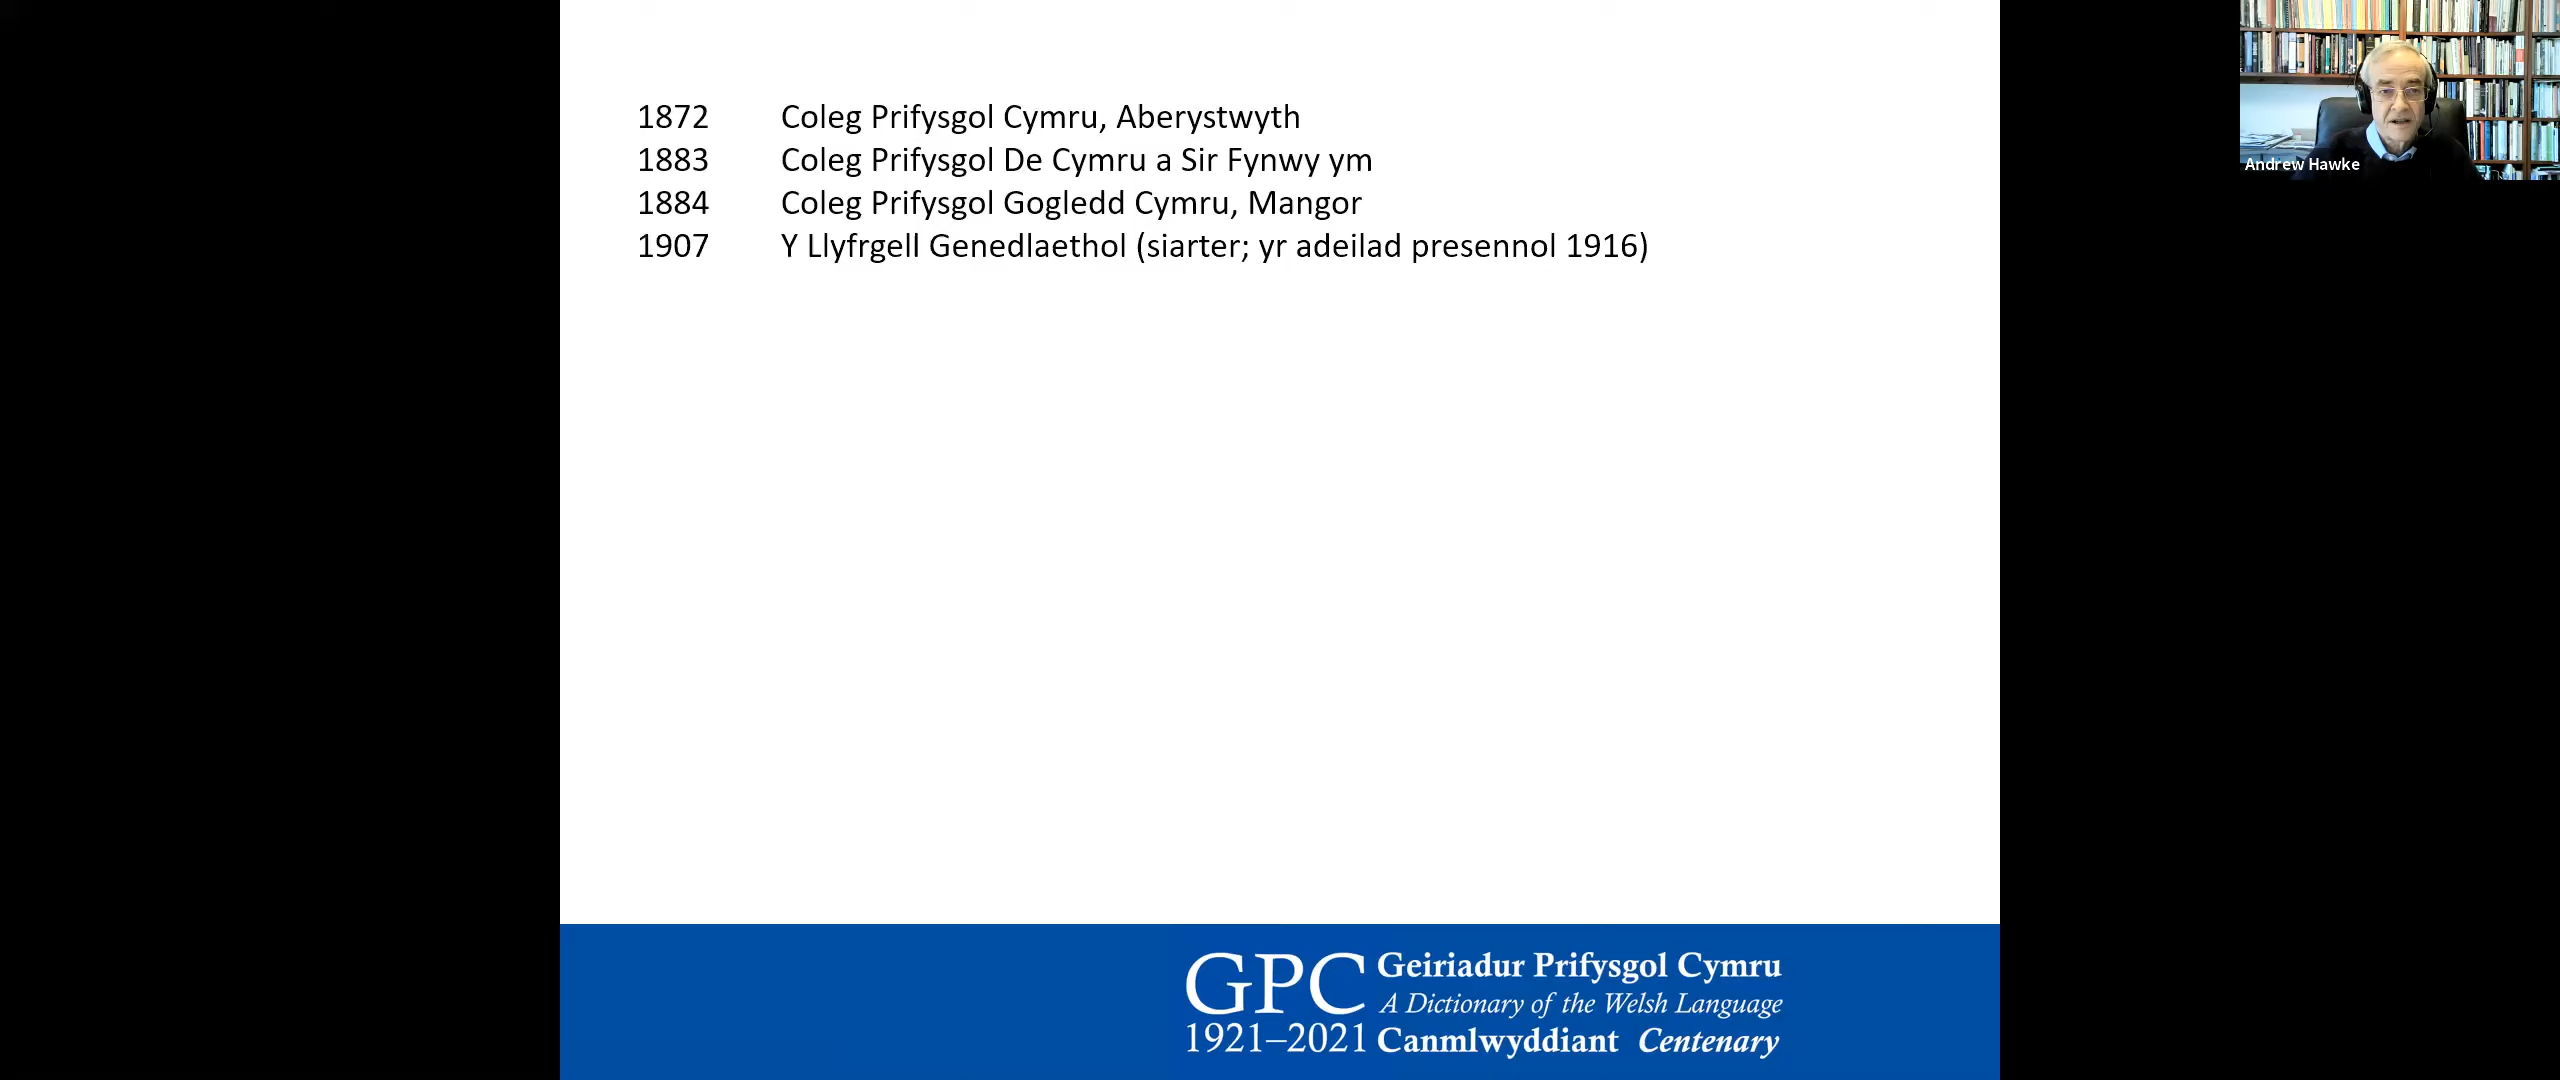 1872 Coleg Prifysgol Cymru, Aberystwyth
1883 Coleg Prifysgol De Cymru a Sir Fynwy ym
1884 Coleg Prifysgol Gogledd Cymru, Mangor
1907 Y Llyfrgell Genedlaethol (siarter; yr adeilad presennol 1916)
Andrew Hawke
GPC
1921–2021
Geiriadur Prifysgol Cymru
A Dictionary of the Welsh Language
Canmlwyddiant Centenary